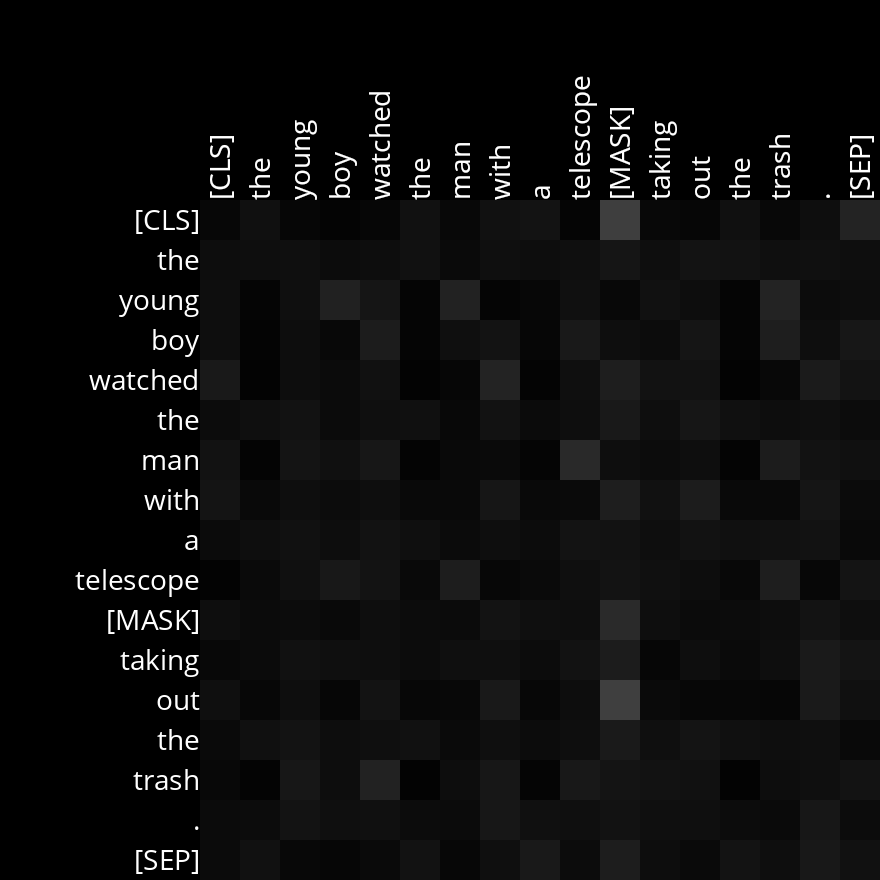 [CLS] the young boy watched the man with a telescope [MASK] taking out the trash . [SEP]
[CLS]
the
young
boy
watched
the
man
with
a
telescope
[MASK]
taking
out
the
trash
.
[SEP]